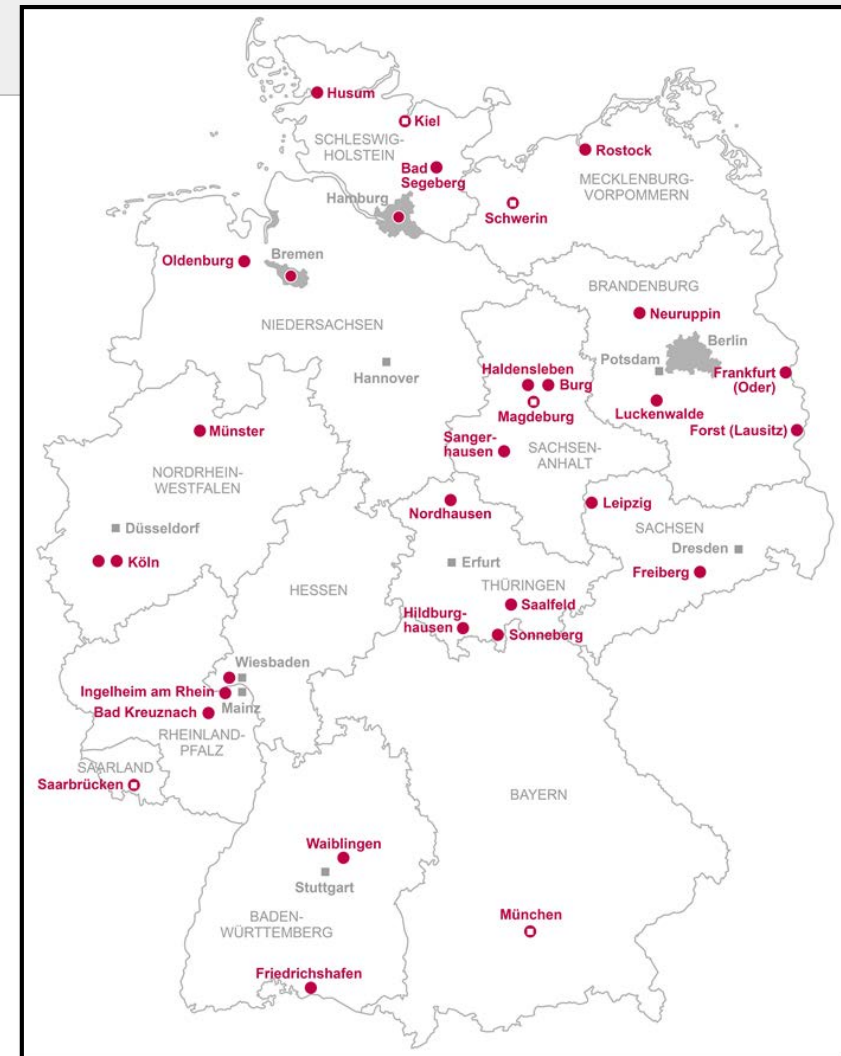 Husum
Kiel
SCHLESWIG-
HOLSTEIN
Rostock
Bad
Segeberg
MECKLENBURG-
VORPOMMERN
Hamburg
Schwerin
Oldenburg
Bremen
BRANDENBURG
Neuruppin
NIEDERSACHSEN
Berlin
Potsdam
Haldensleben
Frankfurt
(Oder)
Hannover
Burg
Magdeburg
Luckenwalde
Münster
Forst (Lausitz)
Sanger-
hausen
SACHSEN-
ANHALT
NORDRHEIN-
WESTFALEN
Nordhausen
Leipzig
Düsseldorf
SACHSEN
Dresden
Köln
Erfurt
Freiberg
HESSEN
THÜRINGEN
Saalfeld
Hildburg-
hausen
Sonneberg
Wiesbaden
Ingelheim am Rhein
Mainz
Bad Kreuznach
RHEINLAND-
PFALZ
SAARLAND
Saarbrücken
BAYERN
Waiblingen
Stuttgart
München
BADEN-
WÜRTTEMBERG
Friedrichshafen